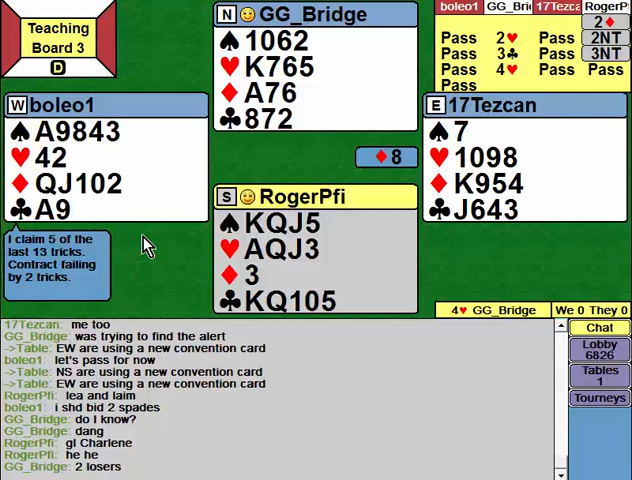 Teaching
Board 3
D
N GG_Bridge
♠ 1062
♥ K765
♦ A76
♣ 872
boleo1 GG_Bri 17Tezca RogerP
2♦
Pass 2♥ Pass 2NT
Pass 3♣ Pass 3NT
Pass 4♥ Pass Pass
Pass
W boleo1
♠ A9843
♥ 42
♦ QJ102
♣ A9
♦ 8
E 17Tezcan
♠ 7
♥ 1098
♦ K954
♣ J643
S RogerPfi
♠ KQJ5
♥ AQJ3
♦ 3
♣ KQ105
I claim 5 of the
last 13 tricks.
Contract failing
by 2 tricks.
4♥ GG_Bridge We 0 They 0
17Tezcan: me too
GG_Bridge: was trying to find the alert
->Table: EW are using a new convention card
boleo1: let's pass for now
->Table: NS are using a new convention card
->Table: EW are using a new convention card
RogerPfi: lea and laim
boleo1: i shd bid 2 spades
GG_Bridge: do I know?
GG_Bridge: dang
RogerPfi: gl Charlene
RogerPfi: he he
GG_Bridge: 2 losers
Chat
Lobby
6826
Tables
1
Tourneys